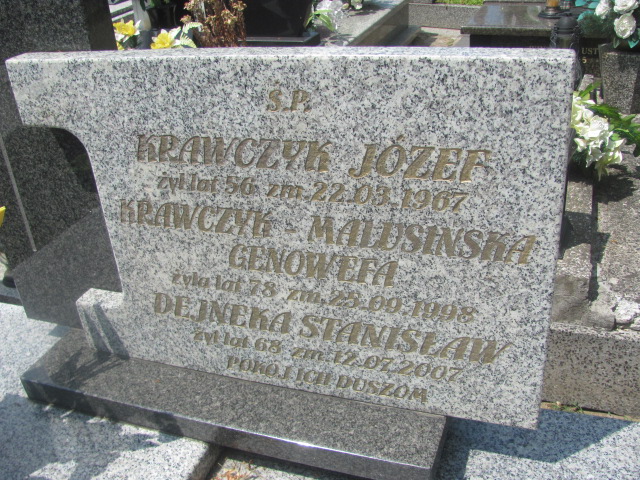 Ś.P.
KRAWCZYK JÓZEF
żył lat 56 zm. 22.03.1967
KRAWCZYK - MALUSIŃSKA
GENOWEFA
żyła lat 78 zm. 25.09.1998
DEJNEKA STANISŁAW
żył lat 68 zm. 12.07.2007
POKÓJ ICH DUSZOM